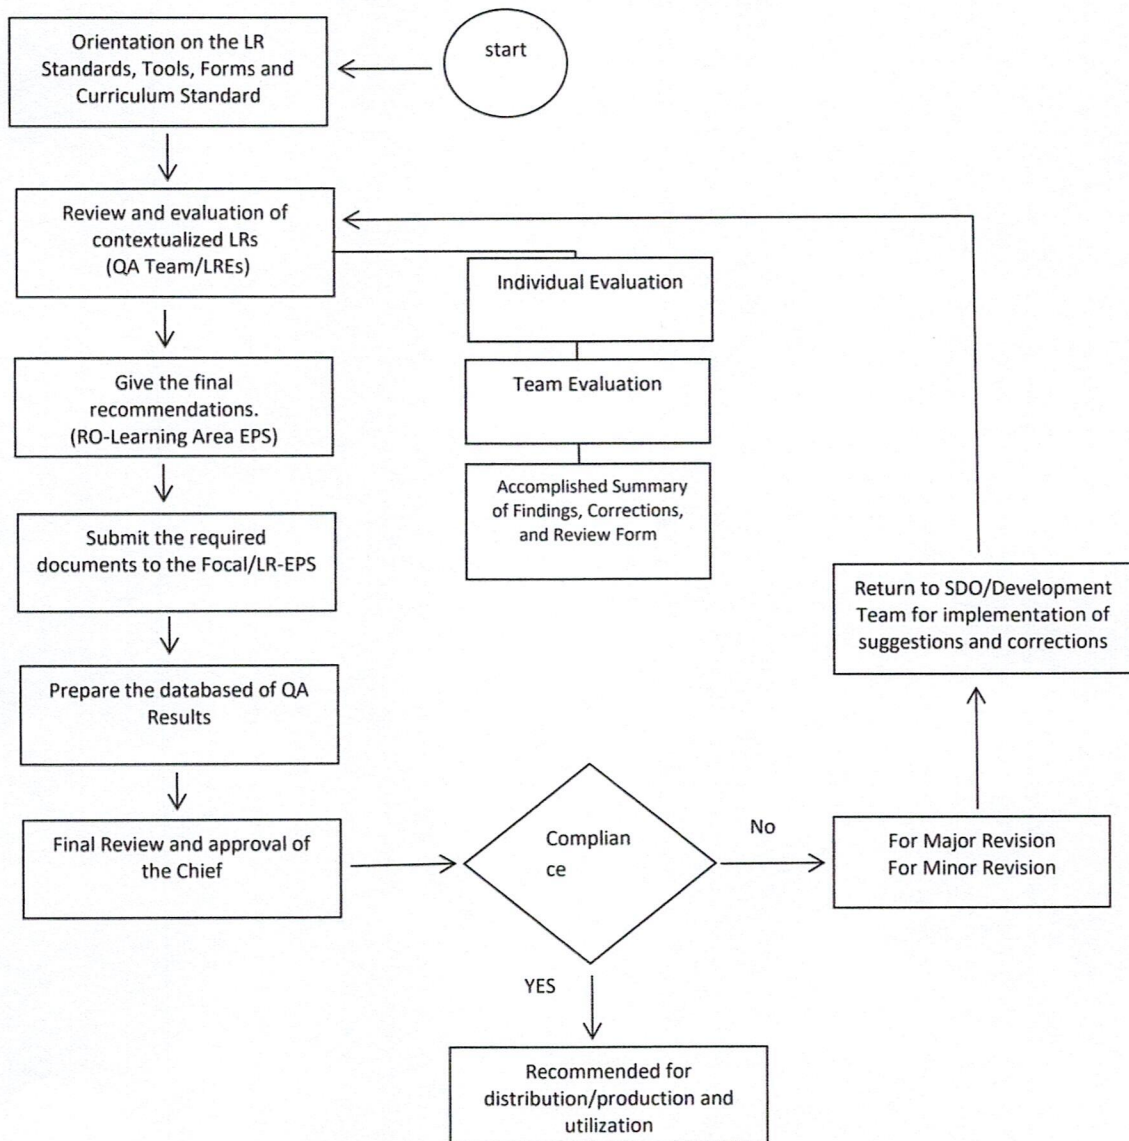 start
Orientation on the LR
Standards, Tools, Forms and
Curriculum Standard
Review and evaluation of
contextualized LRs
(QA Team/LREs)
Individual Evaluation
Team Evaluation
Accomplished Summary
of Findings, Corrections,
and Review Form
Give the final
recommendations.
(RO-Learning Area EPS)
Submit the required
documents to the Focal/LR-EPS
Prepare the databased of QA
Results
Final Review and approval of
the Chief
Complian
ce
No
For Major Revision
For Minor Revision
Return to SDO/Development
Team for implementation of
suggestions and corrections
YES
Recommended for
distribution/production and
utilization